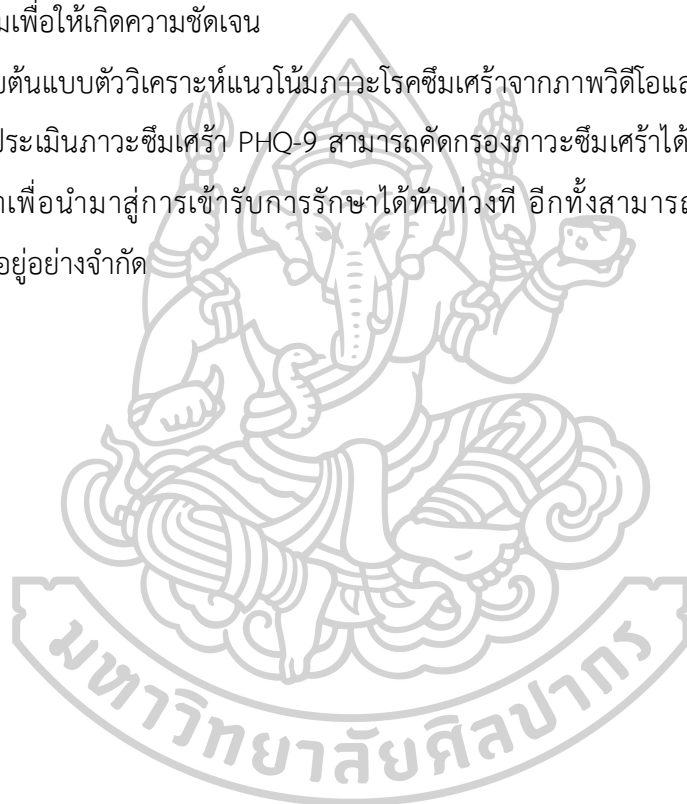 มเพื่อให้เกิดความชัดเจน
บต้นแบบตัววิเคราะห์แนวโน้มภาวะโรคซึมเศร้าจากภาพวิดีโอแล
ประเมินภาวะซึมเศร้า PHQ-9 สามารถคัดกรองภาวะซึมเศร้าได้
าเพื่อนำมาสู่การเข้ารับการรักษาได้ทันท่วงที อีกทั้งสามารถ
อยู่อย่างจำกัด
มหาวิทยาลัยศิลปากร